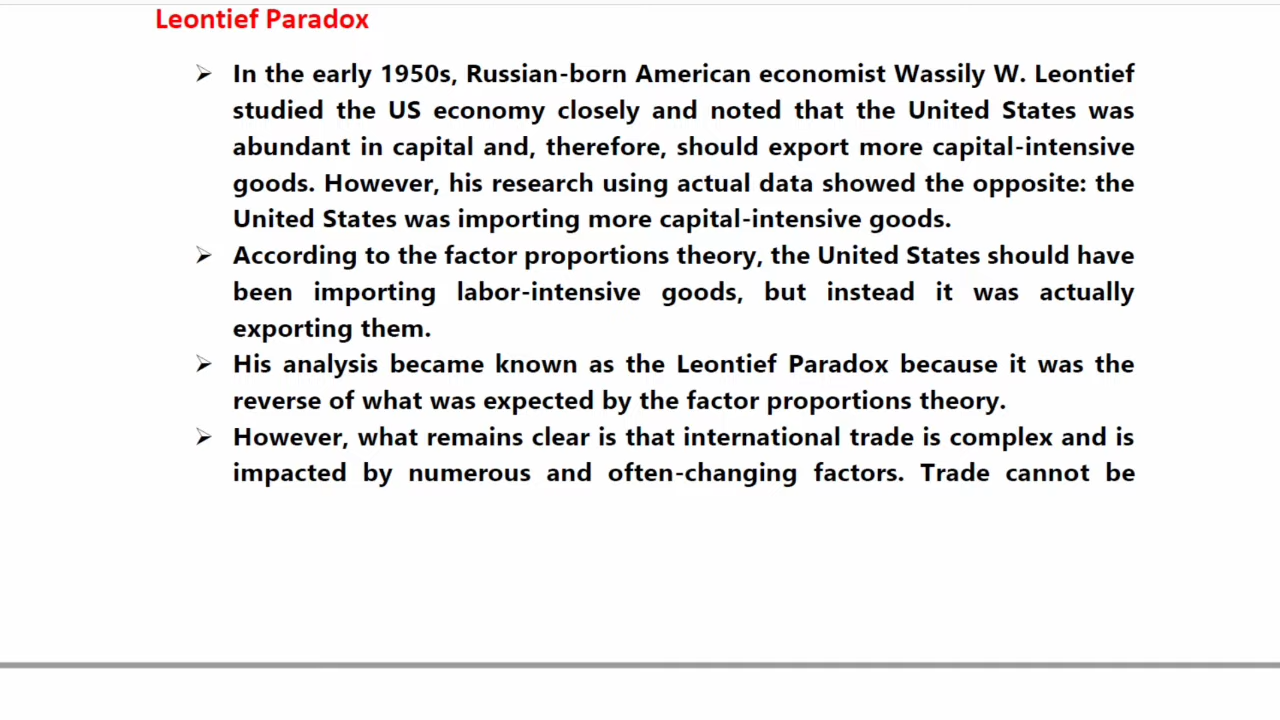 Leontief Paradox
➢ In the early 1950s, Russian-born American economist Wassily W. Leontief
studied the US economy closely and noted that the United States was
abundant in capital and, therefore, should export more capital-intensive
goods. However, his research using actual data showed the opposite: the
United States was importing more capital-intensive goods.
➢ According to the factor proportions theory, the United States should have
been importing labor-intensive goods, but instead it was actually
exporting them.
➢ His analysis became known as the Leontief Paradox because it was the
reverse of what was expected by the factor proportions theory.
➢ However, what remains clear is that international trade is complex and is
impacted by numerous and often-changing factors. Trade cannot be